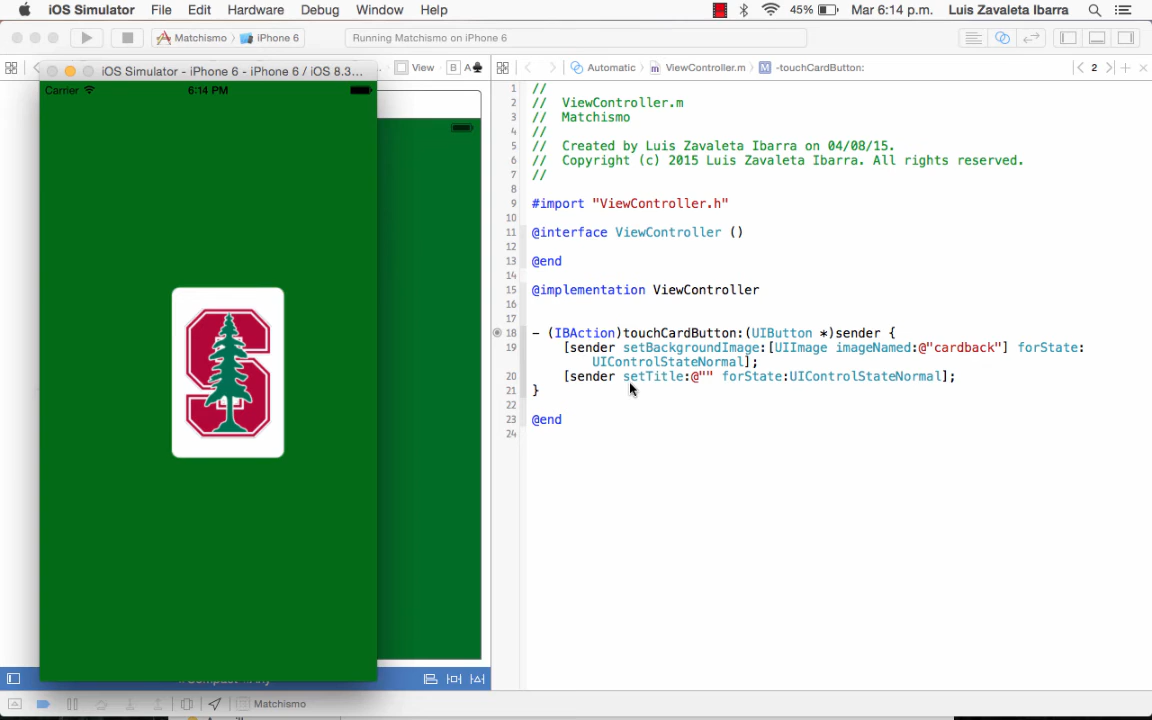 iOS Simulator File Edit Hardware Debug Window Help 45% Mar 6:14 p.m. Luis Zavaleta Ibarra
Matchismo iPhone 6 Running Matchismo on iPhone 6
iOS Simulator - iPhone 6 - iPhone 6 / iOS 8.3... View B A Automatic ViewController.m M -touchCardButton: 2
Carrier 6:14 PM
S
1 //
2 // ViewController.m
3 // Matchismo
4 //
5 // Created by Luis Zavaleta Ibarra on 04/08/15.
6 // Copyright (c) 2015 Luis Zavaleta Ibarra. All rights reserved.
7 //
8
9 #import "ViewController.h"
10
11 @interface ViewController ()
12
13 @end
14
15 @implementation ViewController
16
17
18 - (IBAction)touchCardButton:(UIButton *)sender {
19 [sender setBackgroundImage:[UIImage imageNamed:@"cardback"] forState:
UIControlStateNormal];
20 [sender setTitle:@"" forState:UIControlStateNormal];
21 }
22
23 @end
24
Matchismo